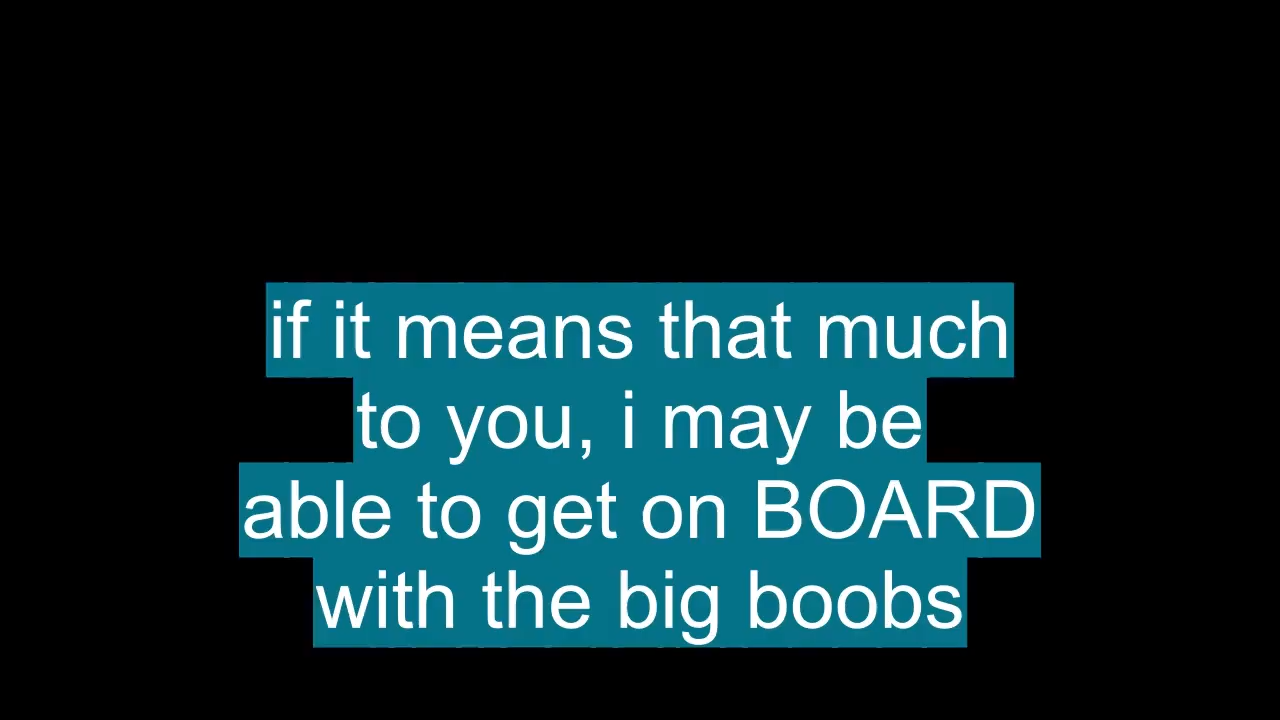 if it means that much
to you, i may be
able to get on BOARD
with the big boobs